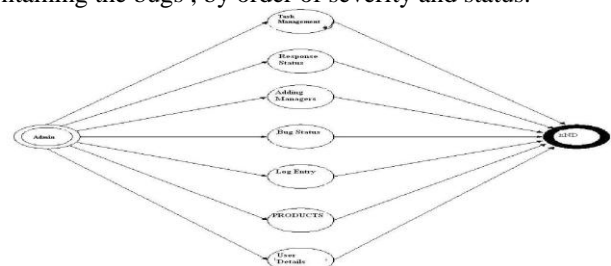 ntaining the bugs , by order of severity and status.
Task
Management
Response
Status
Adding
Managers
Admin
Bug Status
END
Log Entry
PRODUCTS
User
Details